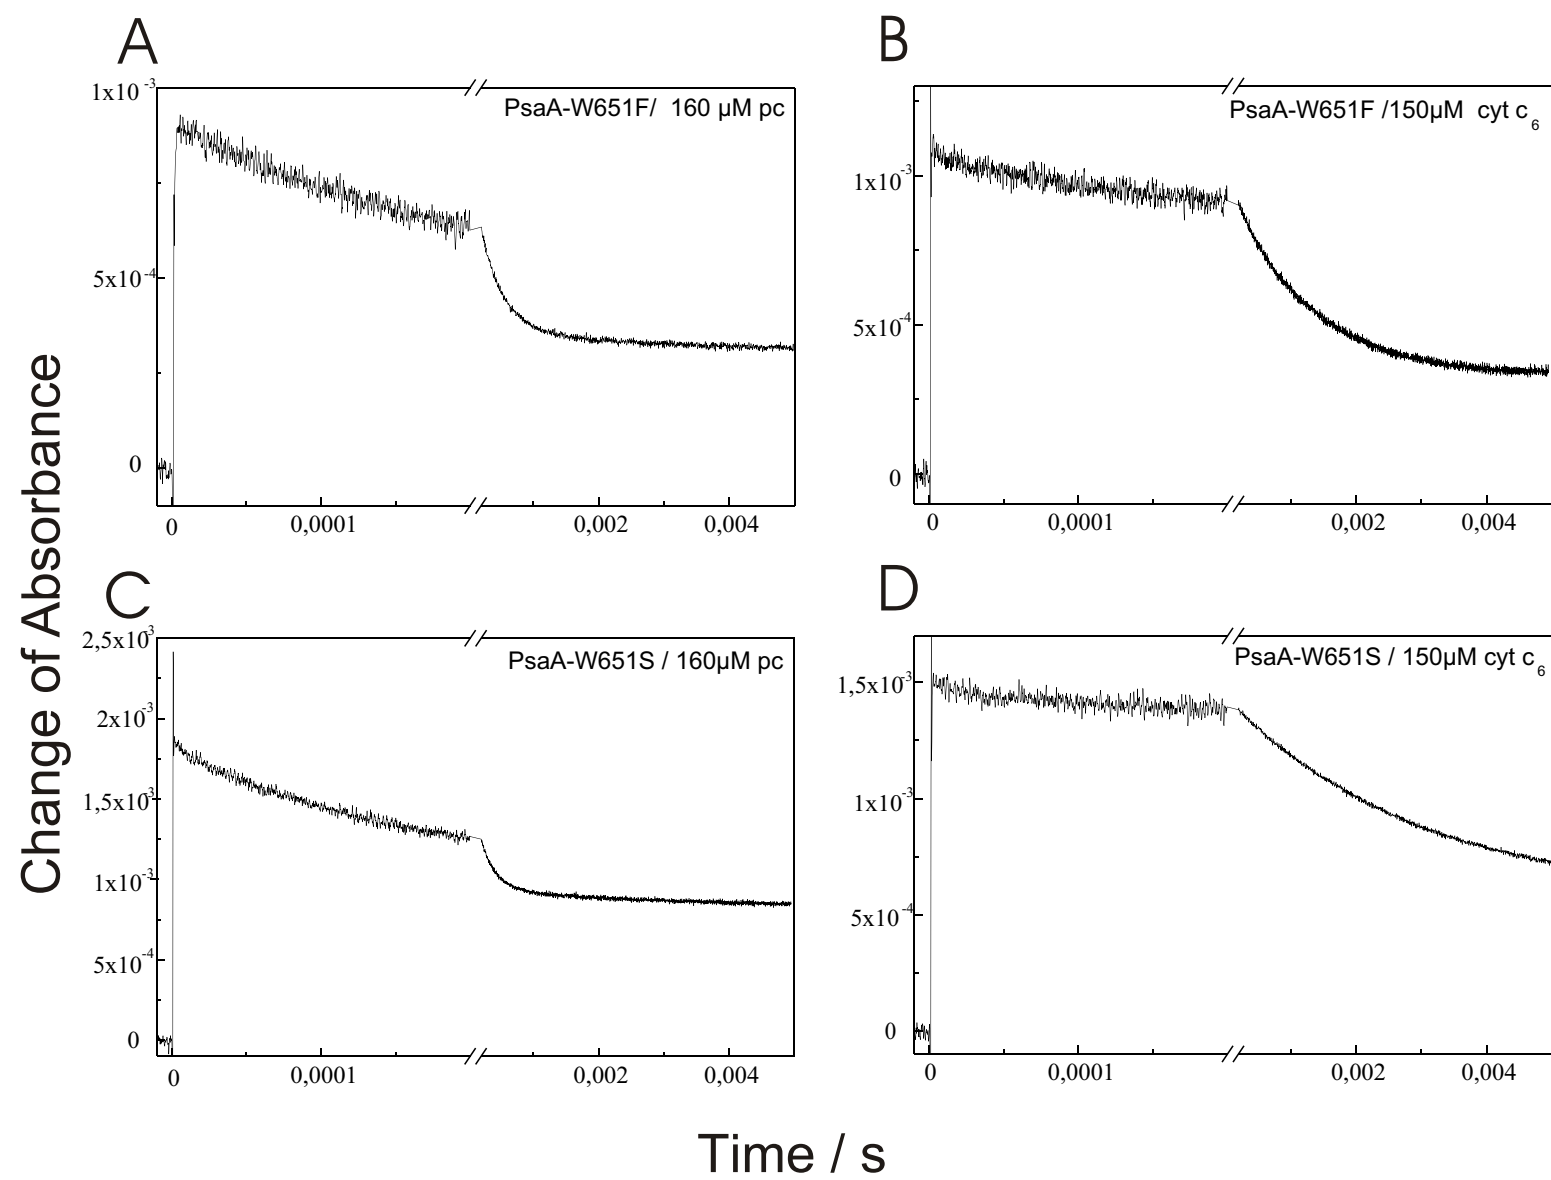 A
1x10⁻³
PsaA-W651F/ 160 µM pc
5x10⁻⁴
0
0 0,0001 0,002 0,004
B
PsaA-W651F /150µM cyt c₆
1x10⁻³
5x10⁻⁴
0
0 0,0001 0,002 0,004
C
2,5x10⁻³
PsaA-W651S / 160µM pc
2x10⁻³
1,5x10⁻³
1x10⁻³
5x10⁻⁴
0
0 0,0001 0,002 0,004
D
PsaA-W651S / 150µM cyt c₆
1,5x10⁻³
1x10⁻³
5x10⁻⁴
0
0 0,0001 0,002 0,004
Change of Absorbance
Time / s